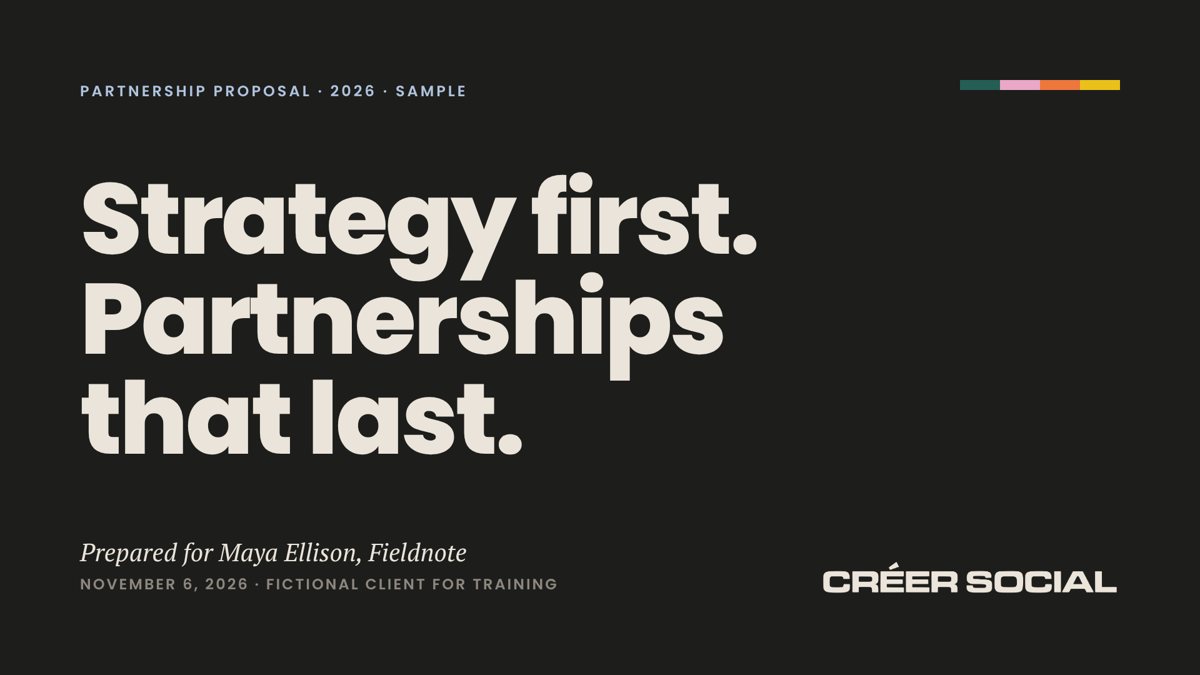 PARTNERSHIP PROPOSAL · 2026 · SAMPLE
Strategy first.
Partnerships
that last.
Prepared for Maya Ellison, Fieldnote
NOVEMBER 6, 2026 · FICTIONAL CLIENT FOR TRAINING
CRÉER SOCIAL